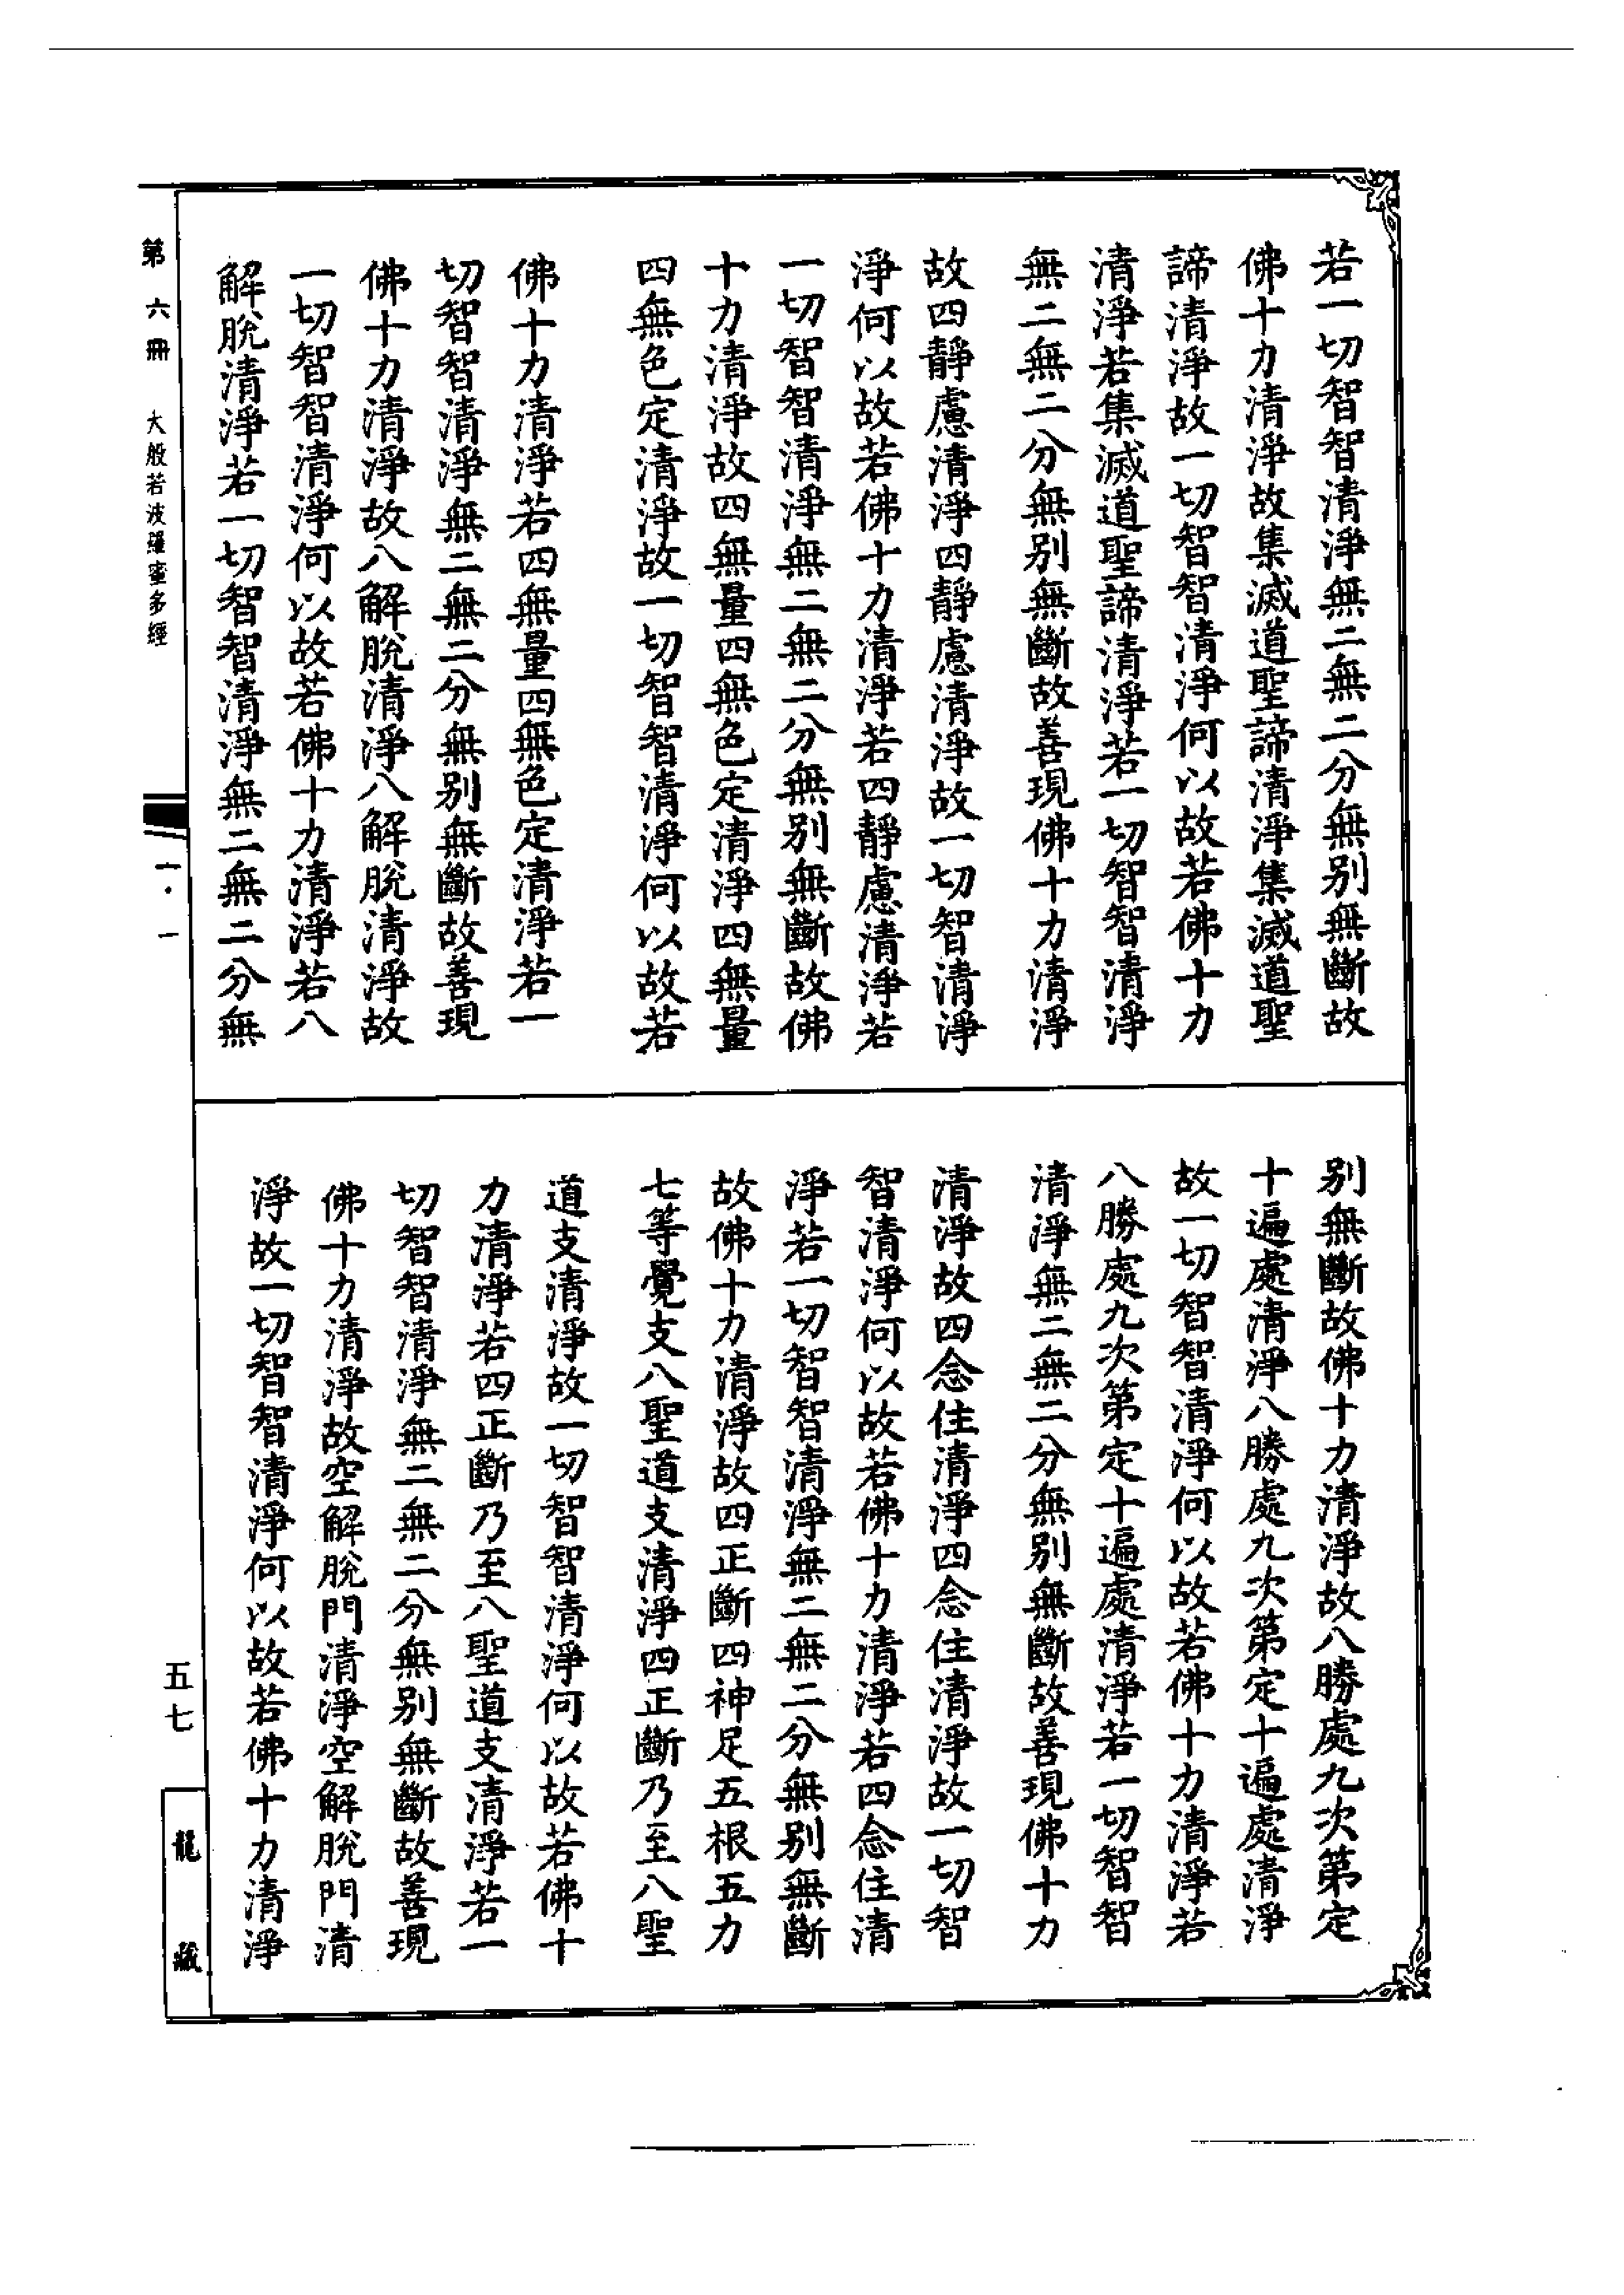 若一切智智清淨無二無二分無别無斷故
佛十力清淨故集滅道聖諦清淨集滅道聖
諦清淨故一切智智清淨何以故若佛十力
清淨若集滅道聖諦清淨若一切智智清淨
無二無二分無别無斷故善現佛十力清淨
故四靜慮清淨四靜慮清淨故一切智智清淨
淨何以故若佛十力清淨若四靜慮清淨若
一切智智清淨無二無二分無别無斷故佛
十力清淨故四無量四無色定清淨四無量
四無色定清淨故一切智智清淨何以故若
佛十力清淨若四無量四無色定清淨若一
切智智清淨無二無二分無别無斷故善現
佛十力清淨故八解脫清淨八解脫清淨故
一切智智清淨何以故若佛十力清淨若八
解脫清淨若一切智智清淨無二無二分無
别無斷故佛十力清淨故八勝處九次第定
十遍處清淨八勝處九次第定十遍處清淨
故一切智智清淨何以故若佛十力清淨若
八勝處九次第定十遍處清淨若一切智智
清淨無二無二分無别無斷故善現佛十力
清淨故四念住清淨四念住清淨故一切智
智清淨何以故若佛十力清淨若四念住清
淨若一切智智清淨無二無二分無别無斷
故佛十力清淨故四正斷四神足五根五力
七等覺支八聖道支清淨四正斷乃至八聖
道支清淨故一切智智清淨何以故若佛十
力清淨若四正斷乃至八聖道支清淨若一
切智智清淨無二無二分無别無斷故善現
佛十力清淨故空解脫門清淨空解脫門清
淨故一切智智清淨何以故若佛十力清淨
第六冊 大般若波羅蜜多經
一·一
五七
龍藏